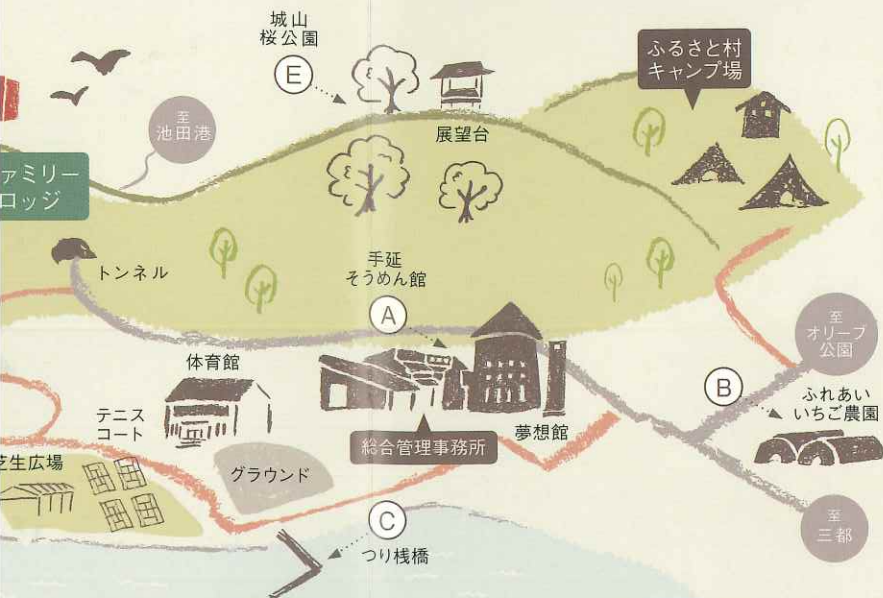 城山
桜公園
E
ふるさと村
キャンプ場
至
池田港
展望台
ァミリー
ロッジ
トンネル
手延
そうめん館
A
至
オリーブ
公園
体育館
B
ふれあい
いちご農園
テニス
コート
総合管理事務所
夢想館
芝生広場
グラウンド
C
つり桟橋
至
三都